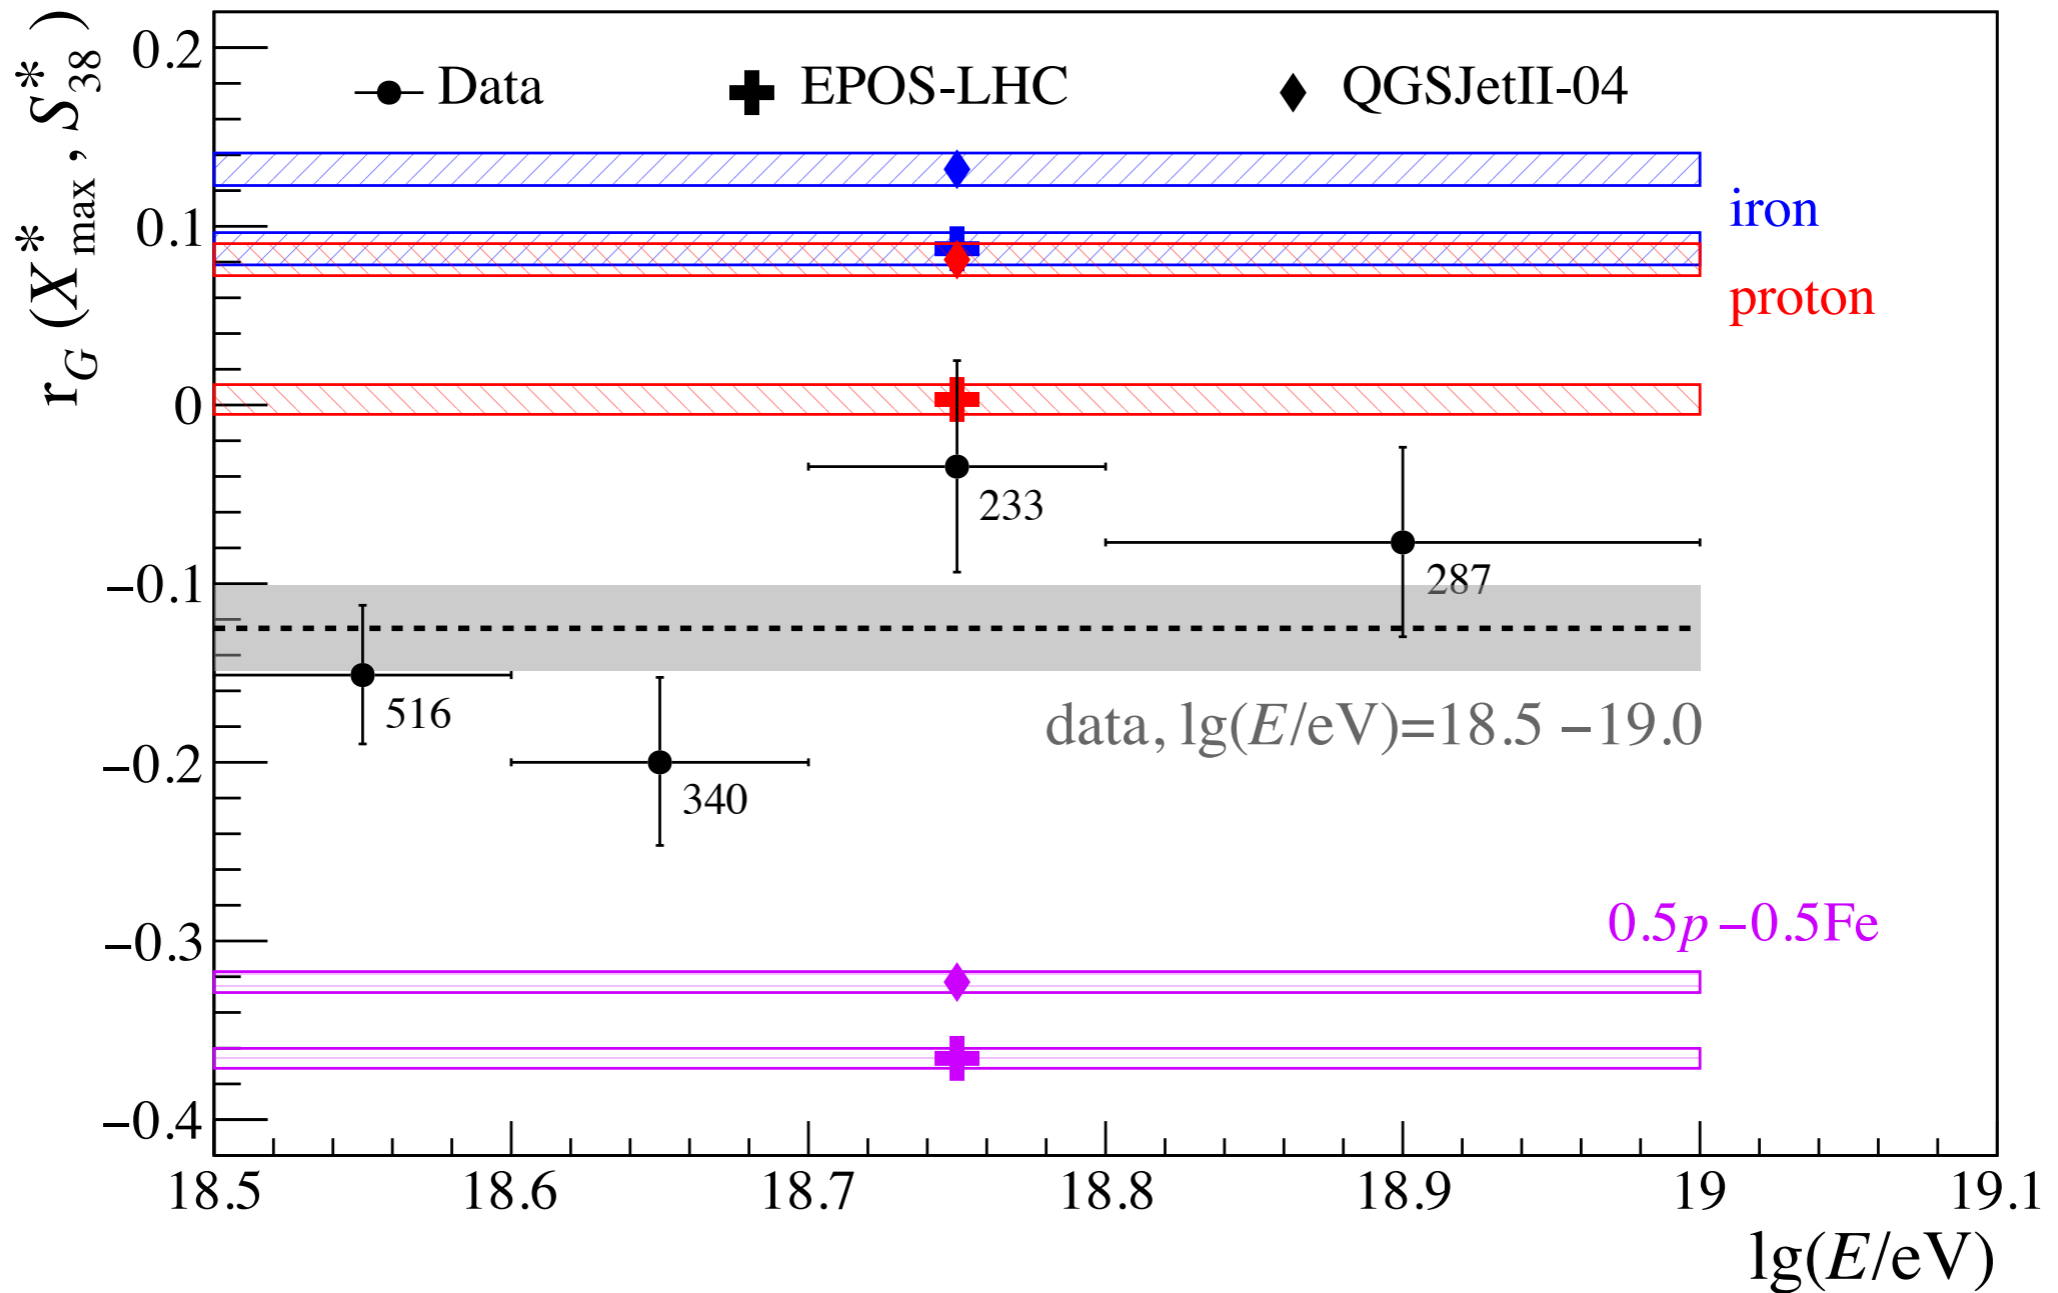 r_G (X*_max, S*_38)
Data
EPOS-LHC
QGSJetII-04
0.2
0.1
0
−0.1
−0.2
−0.3
−0.4
iron
proton
233
287
516
340
data, lg(E/eV)=18.5 −19.0
0.5p −0.5Fe
18.5 18.6 18.7 18.8 18.9 19 19.1
lg(E/eV)